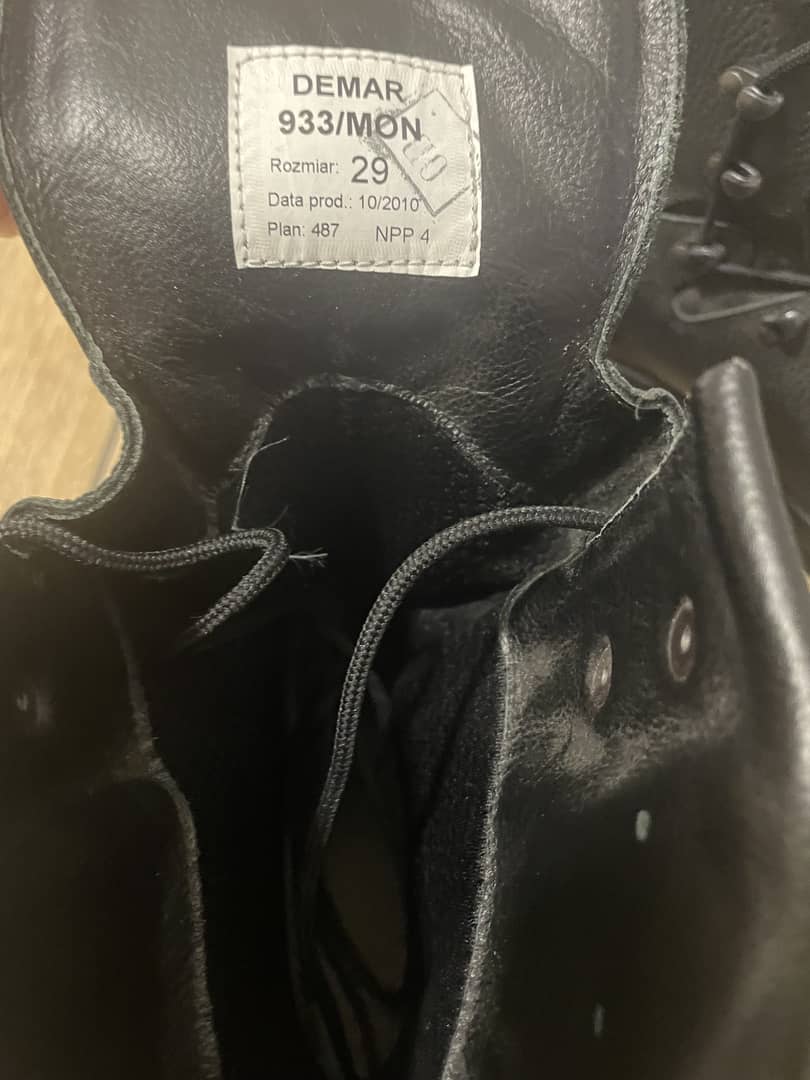 DEMAR
933/MON
Rozmiar: 29
Data prod.: 10/2010
Plan: 487 NPP 4